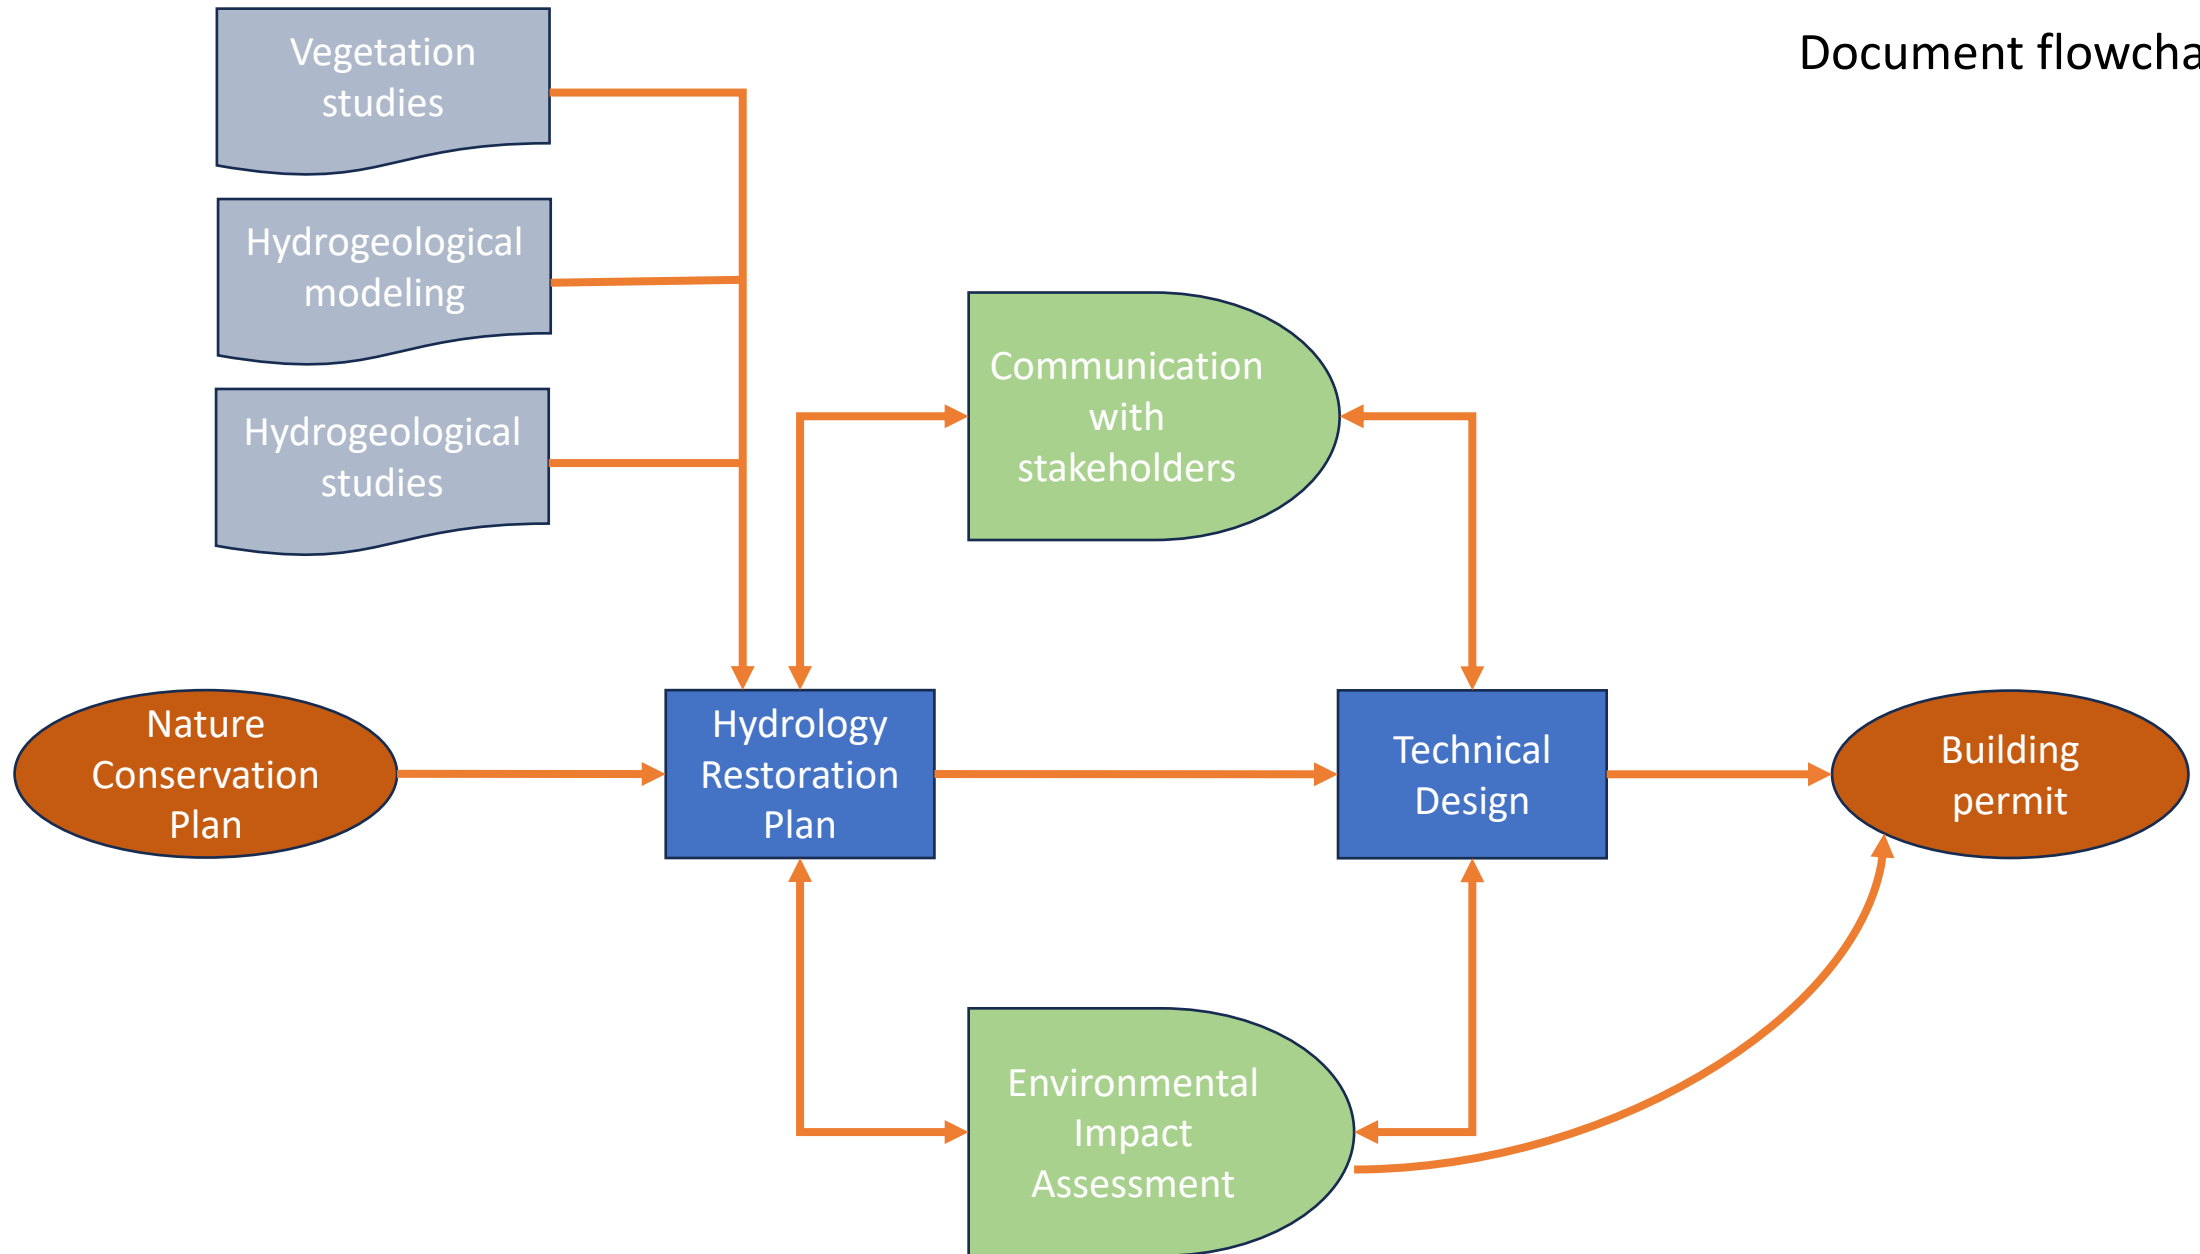 Document flowcha
Vegetation
studies
Hydrogeological
modeling
Hydrogeological
studies
Communication
with
stakeholders
Nature
Conservation
Plan
Hydrology
Restoration
Plan
Technical
Design
Building
permit
Environmental
Impact
Assessment